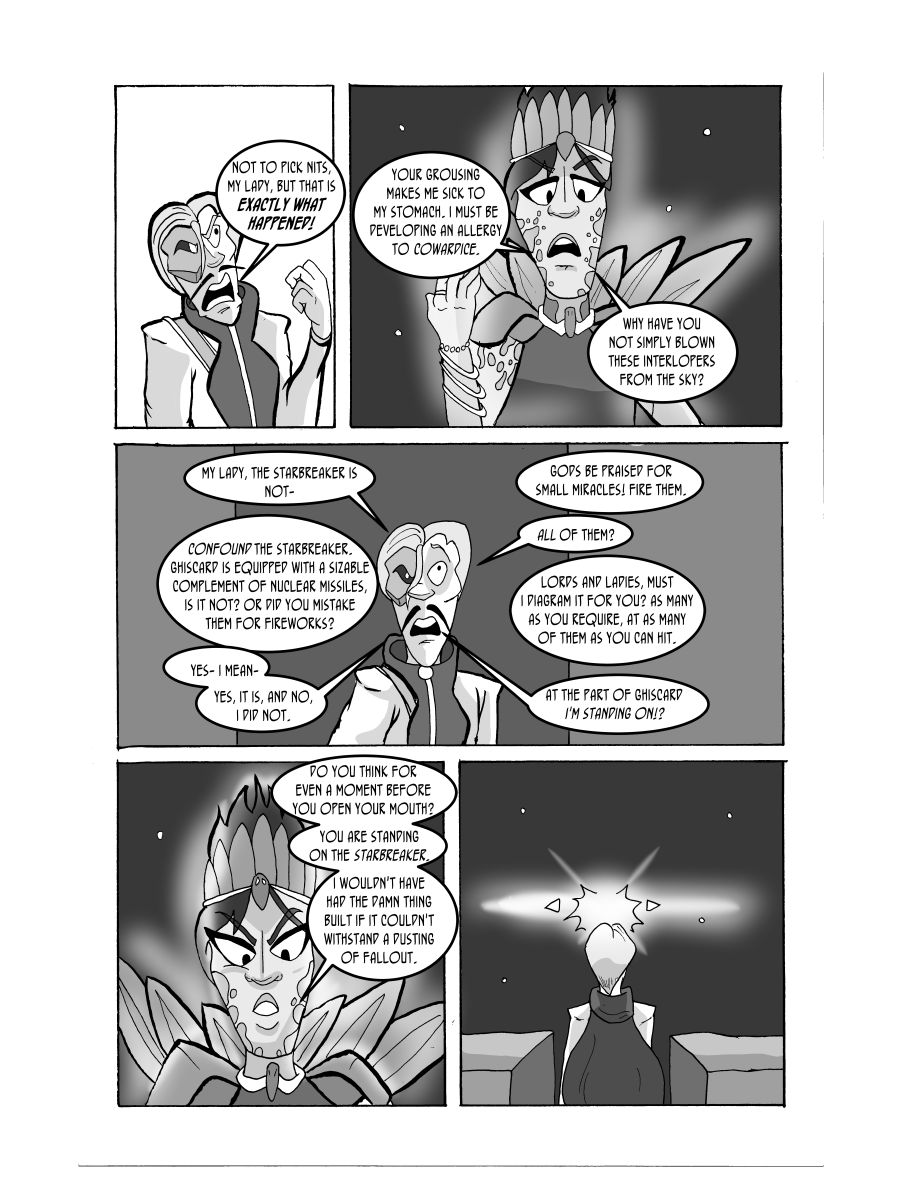 NOT TO PICK NITS,
MY LADY, BUT THAT IS
EXACTLY WHAT
HAPPENED!
YOUR GROUSING
MAKES ME SICK TO
MY STOMACH. I MUST BE
DEVELOPING AN ALLERGY
TO COWARDICE.
WHY HAVE YOU
NOT SIMPLY BLOWN
THESE INTERLOPERS
FROM THE SKY?
MY LADY, THE STARBREAKER IS
NOT-
GODS BE PRAISED FOR
SMALL MIRACLES! FIRE THEM.
ALL OF THEM?
CONFOUND THE STARBREAKER.
GHISCARD IS EQUIPPED WITH A SIZABLE
COMPLEMENT OF NUCLEAR MISSILES,
IS IT NOT? OR DID YOU MISTAKE
THEM FOR FIREWORKS?
LORDS AND LADIES, MUST
I DIAGRAM IT FOR YOU? AS MANY
AS YOU REQUIRE, AT AS MANY
OF THEM AS YOU CAN HIT.
YES- I MEAN-
YES, IT IS, AND NO,
I DID NOT.
AT THE PART OF GHISCARD
I'M STANDING ON!?
DO YOU THINK FOR
EVEN A MOMENT BEFORE
YOU OPEN YOUR MOUTH?
YOU ARE STANDING
ON THE STARBREAKER.
I WOULDN'T HAVE
HAD THE DAMN THING
BUILT IF IT COULDN'T
WITHSTAND A DUSTING
OF FALLOUT.